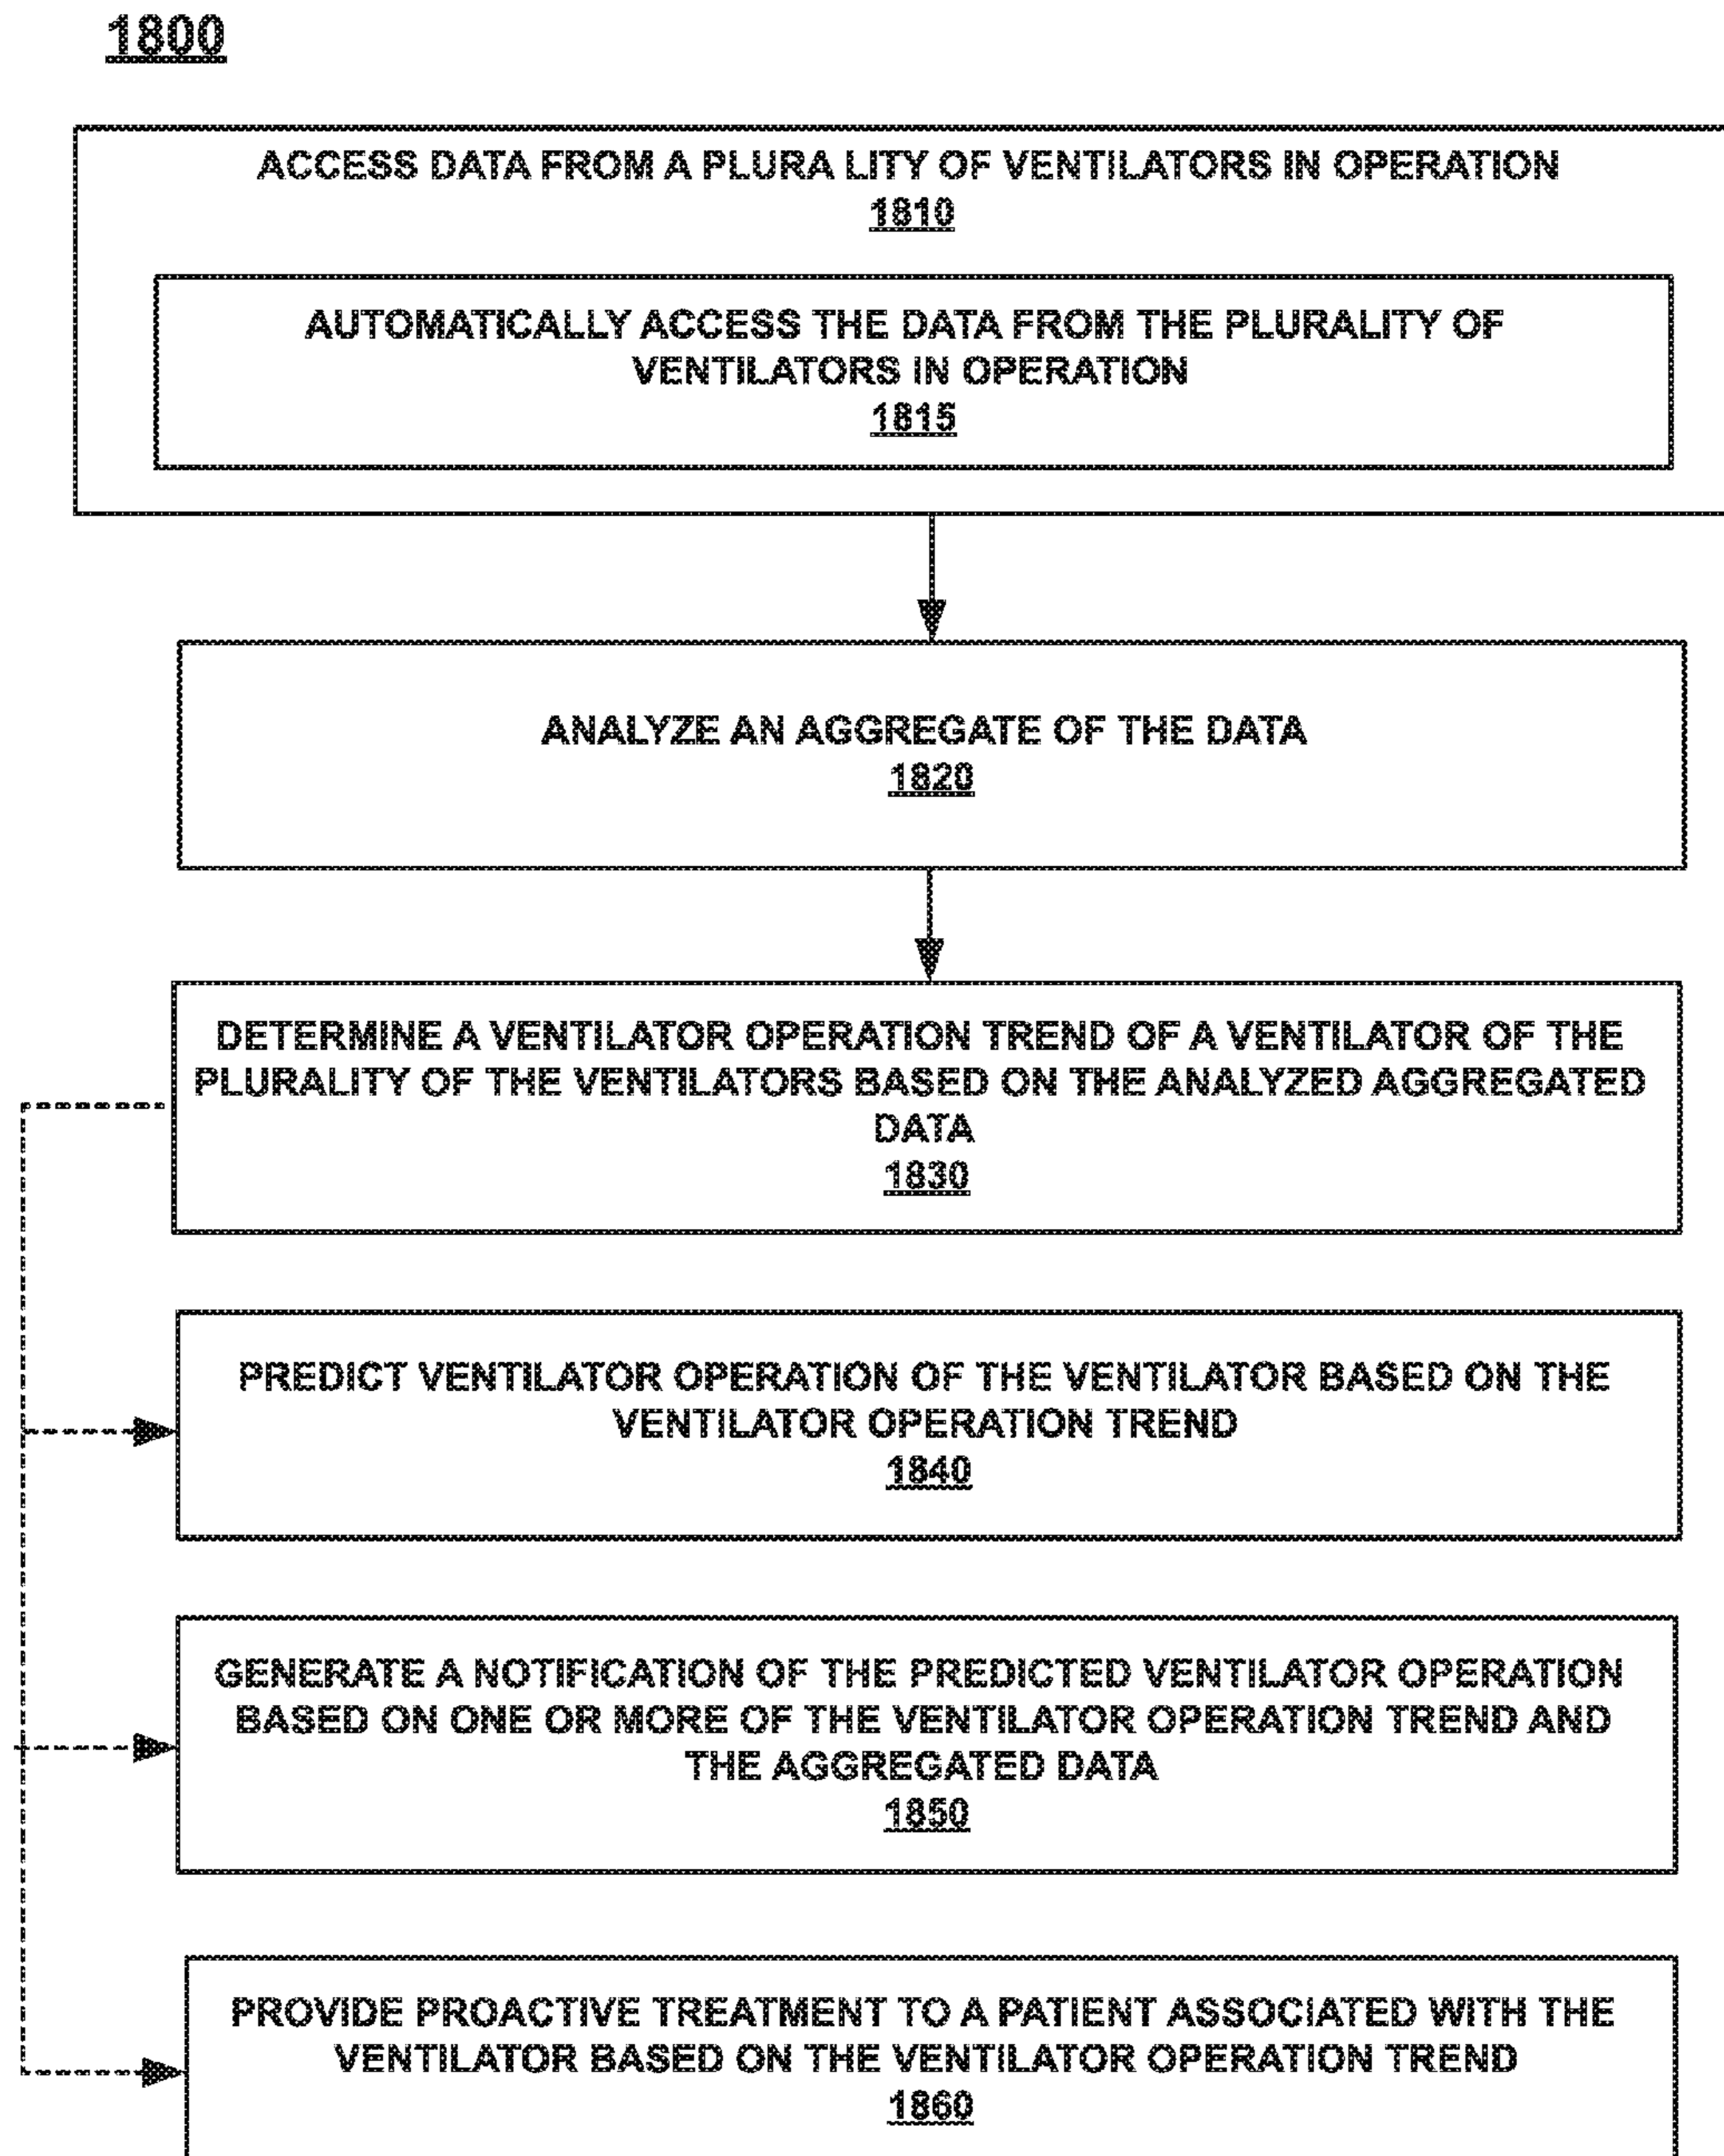 1800
ACCESS DATA FROM A PLURA LITY OF VENTILATORS IN OPERATION
1810
AUTOMATICALLY ACCESS THE DATA FROM THE PLURALITY OF
VENTILATORS IN OPERATION
1815
ANALYZE AN AGGREGATE OF THE DATA
1820
DETERMINE A VENTILATOR OPERATION TREND OF A VENTILATOR OF THE
PLURALITY OF THE VENTILATORS BASED ON THE ANALYZED AGGREGATED
DATA
1830
PREDICT VENTILATOR OPERATION OF THE VENTILATOR BASED ON THE
VENTILATOR OPERATION TREND
1840
GENERATE A NOTIFICATION OF THE PREDICTED VENTILATOR OPERATION
BASED ON ONE OR MORE OF THE VENTILATOR OPERATION TREND AND
THE AGGREGATED DATA
1850
PROVIDE PROACTIVE TREATMENT TO A PATIENT ASSOCIATED WITH THE
VENTILATOR BASED ON THE VENTILATOR OPERATION TREND
1860